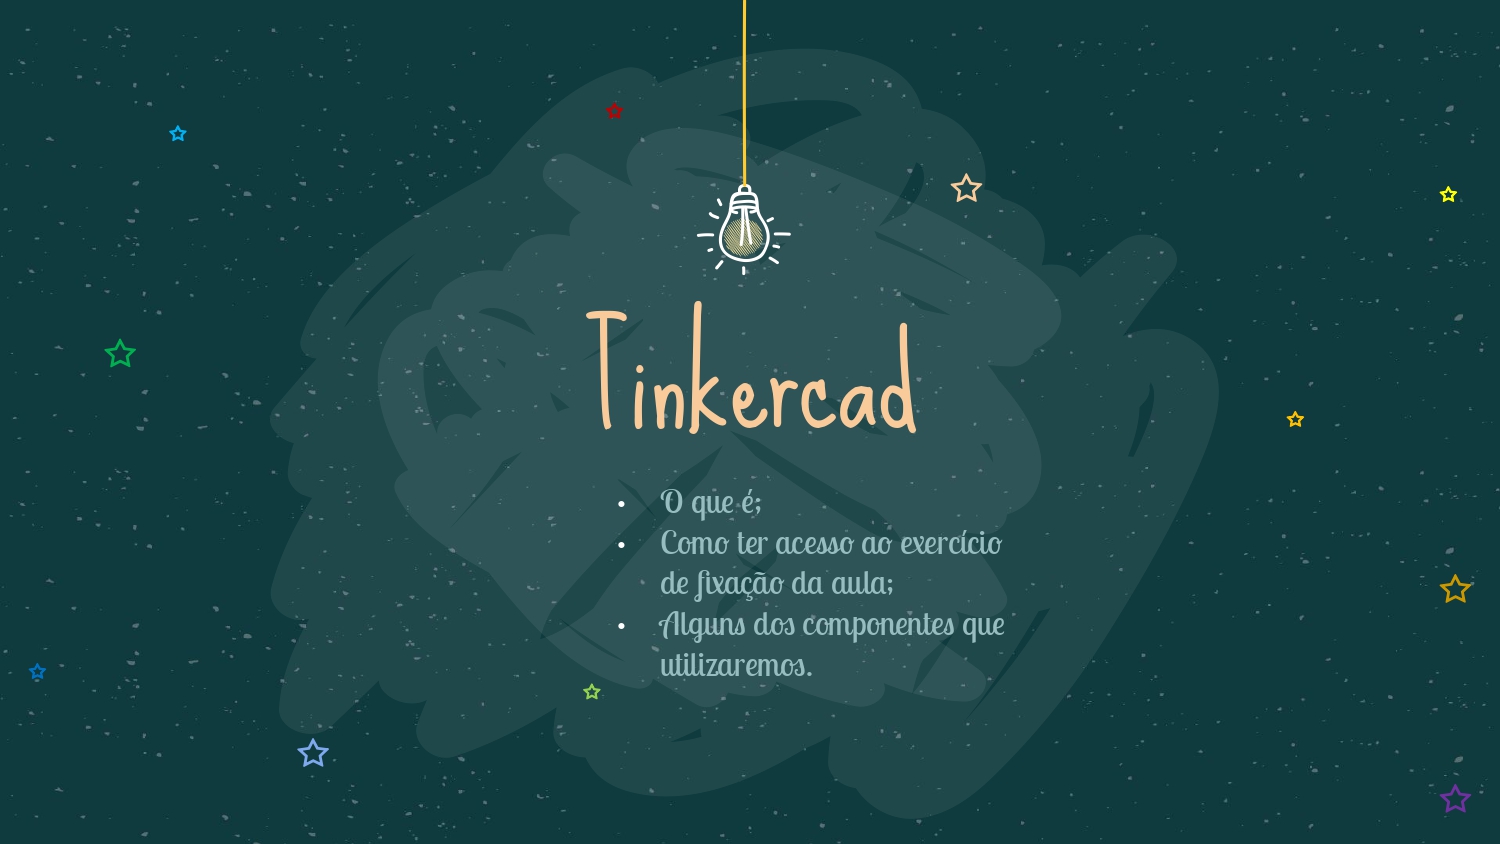 Tinkercad
• O que é;
• Como ter acesso ao exercício
de fixação da aula;
• Alguns dos componentes que
utilizaremos.